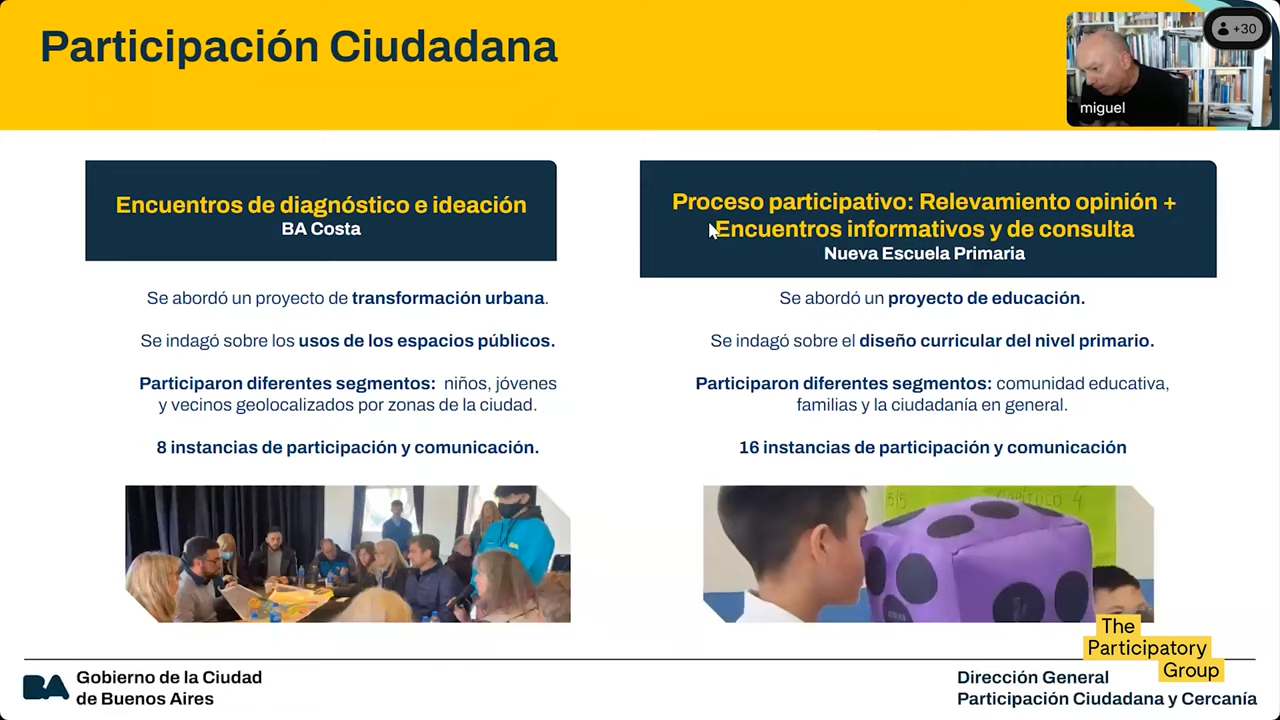 Participación Ciudadana
+30
miguel
Encuentros de diagnóstico e ideación
BA Costa
Se abordó un proyecto de transformación urbana.
Se indagó sobre los usos de los espacios públicos.
Participaron diferentes segmentos: niños, jóvenes
y vecinos geolocalizados por zonas de la ciudad.
8 instancias de participación y comunicación.
Proceso participativo: Relevamiento opinión +
Encuentros informativos y de consulta
Nueva Escuela Primaria
Se abordó un proyecto de educación.
Se indagó sobre el diseño curricular del nivel primario.
Participaron diferentes segmentos: comunidad educativa,
familias y la ciudadanía en general.
16 instancias de participación y comunicación
5/5
CAPÍTULO 4
The
Participatory
Group
BA
Gobierno de la Ciudad
de Buenos Aires
Dirección General
Participación Ciudadana y Cercanía